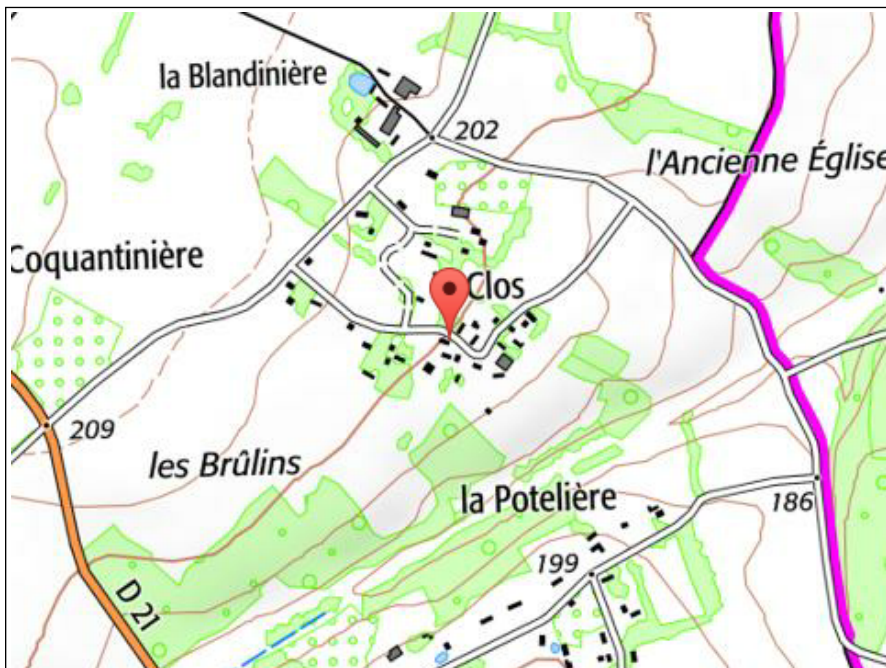 la Blandinière
202
l'Ancienne Église
Coquantinière
Clos
209
les Brûlins
la Potelière
186
199
D 21